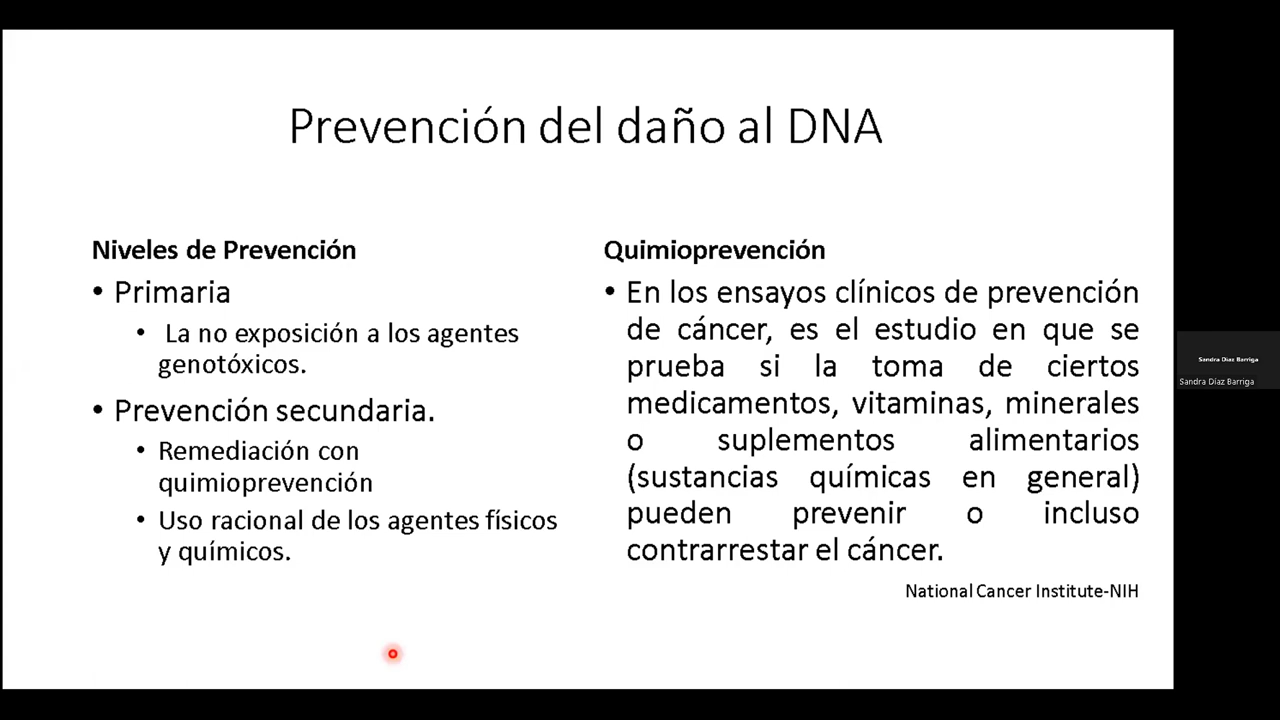 Prevención del daño al DNA
Niveles de Prevención
• Primaria
• La no exposición a los agentes
genotóxicos.
• Prevención secundaria.
• Remediación con
quimioprevención
• Uso racional de los agentes físicos
y químicos.
Quimioprevención
• En los ensayos clínicos de prevención
de cáncer, es el estudio en que se
prueba si la toma de ciertos
medicamentos, vitaminas, minerales
o suplementos alimentarios
(sustancias químicas en general)
pueden prevenir o incluso
contrarrestar el cáncer.
National Cancer Institute-NIH
Sandra Díaz Barriga
Sandra Díaz Barriga